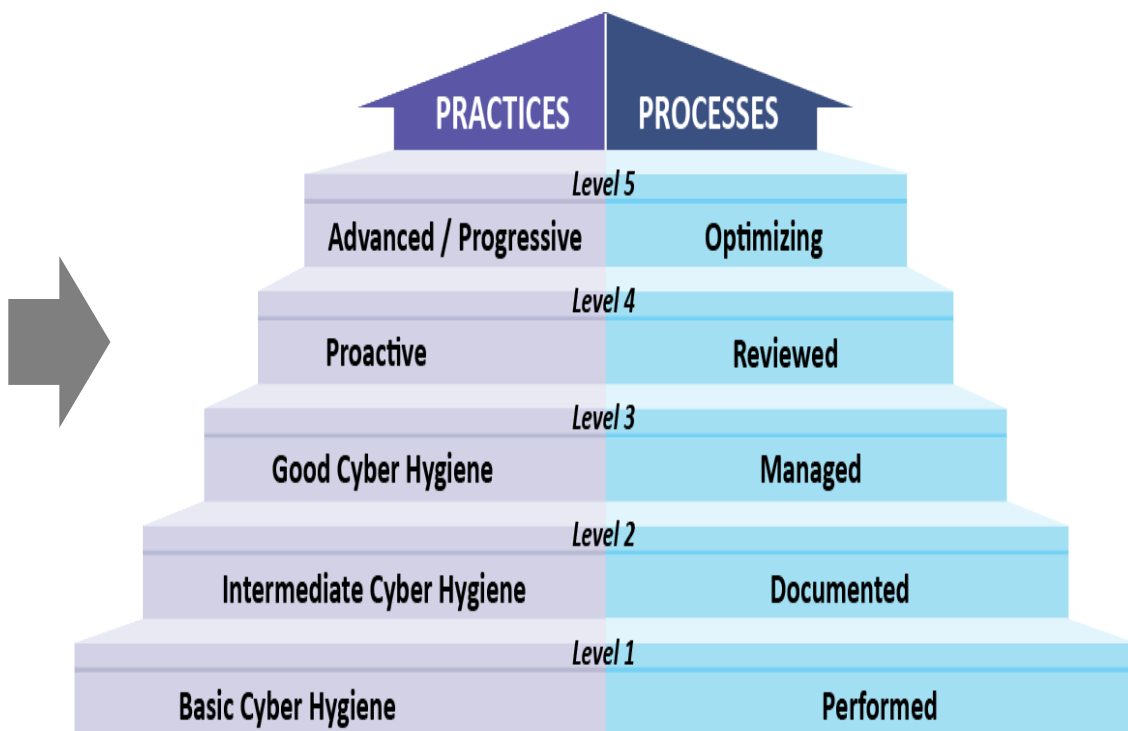 PRACTICES PROCESSES
Level 5
Advanced / Progressive Optimizing
Level 4
Proactive Reviewed
Level 3
Good Cyber Hygiene Managed
Level 2
Intermediate Cyber Hygiene Documented
Level 1
Basic Cyber Hygiene Performed